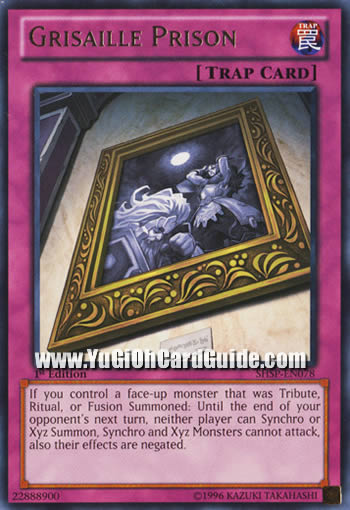 GRISAILLE PRISON
TRAP
罠
[TRAP CARD]
www.YuGiOhCardGuide.com
1st Edition
SHSP-EN078
If you control a face-up monster that was Tribute,
Ritual, or Fusion Summoned: Until the end of your
opponent's next turn, neither player can Synchro or
Xyz Summon, Synchro and Xyz Monsters cannot attack,
also their effects are negated.
22888900
©1996 KAZUKI TAKAHASHI